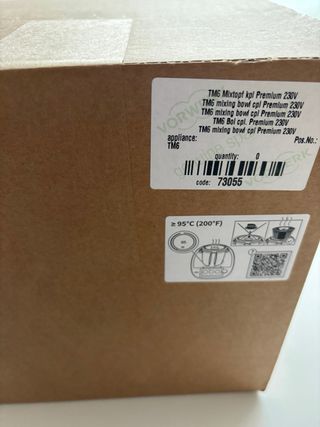 TM6 Mixtopf kpl Premium 230V
TM6 mixing bowl cpl Premium 230V
TM6 mixing bowl cpl Premium 230V
TM6 Bol cpl. Premium 230V
TM6 mixing bowl cpl Premium 230V
appliance: Pos.No.:
TM6
quantity: 0
code: 73055
VORWERK
≥ 95°C (200°F)